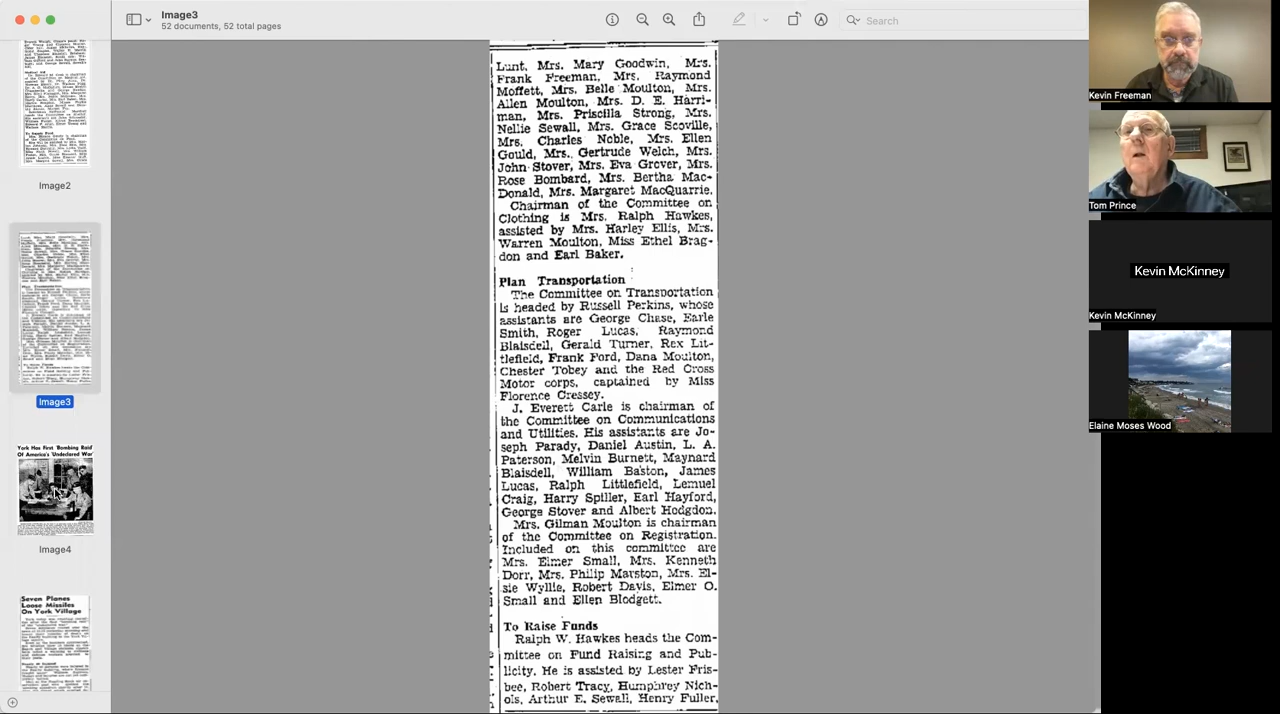 Image3
52 documents, 52 total pages
Search
Image2
Image3
York Has First 'Bombing Raid'
Of America's 'Undeclared War'
Image4
Seven Planes
Loose Missiles
On York Village
Lunt, Mrs. Mary Goodwin, Mrs.
Frank Freeman, Mrs. Raymond
Moffett, Mrs. Belle Moulton, Mrs.
Allen Moulton, Mrs. D. E. Harri-
man, Mrs. Priscilla Strong, Mrs.
Nellie Sewall, Mrs. Grace Scoville,
Mrs. Charles Noble, Mrs. Ellen
Gould, Mrs. Gertrude Welch, Mrs.
John Stover, Mrs. Eva Grover, Mrs.
Rose Bombard, Mrs. Bertha Mac-
Donald, Mrs. Margaret MacQuarrie.
Chairman of the Committee on
Clothing is Mrs. Ralph Hawkes,
assisted by Mrs. Harley Ellis, Mrs.
Warren Moulton, Miss Ethel Brag-
don and Earl Baker.
Plan Transportation
The Committee on Transportation
is headed by Russell Perkins, whose
assistants are George Chase, Earle
Smith, Roger Lucas, Raymond
Blaisdell, Gerald Turner, Rex Lit-
tlefield, Frank Ford, Dana Moulton,
Chester Tobey and the Red Cross
Motor corps, captained by Miss
Florence Cressey.
J. Everett Carle is chairman of
the Committee on Communications
and Utilities. His assistants are Jo-
seph Parady, Daniel Austin, L. A.
Paterson, Melvin Burnett, Maynard
Blaisdell, William Baston, James
Lucas, Ralph Littlefield, Lemuel
Craig, Harry Spiller, Earl Hayford,
George Stover and Albert Hodgdon.
Mrs. Gilman Moulton is chairman
of the Committee on Registration.
Included on this committee are
Mrs. Elmer Small, Mrs. Kenneth
Dorr, Mrs. Philip Marston, Mrs. El-
sie Wyllie, Robert Davis, Elmer O.
Small and Ellen Blodgett.
To Raise Funds
Ralph W. Hawkes heads the Com-
mittee on Fund Raising and Pub-
licity. He is assisted by Lester Fris-
bee, Robert Tracy, Humphrey Nich-
ols, Arthur E. Sewall, Henry Fuller,
Kevin Freeman
Tom Prince
Kevin McKinney
Kevin McKinney
Elaine Moses Wood